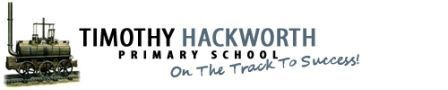 TIMOTHY HACKWORTH
PRIMARY SCHOOL
On The Track To Success!